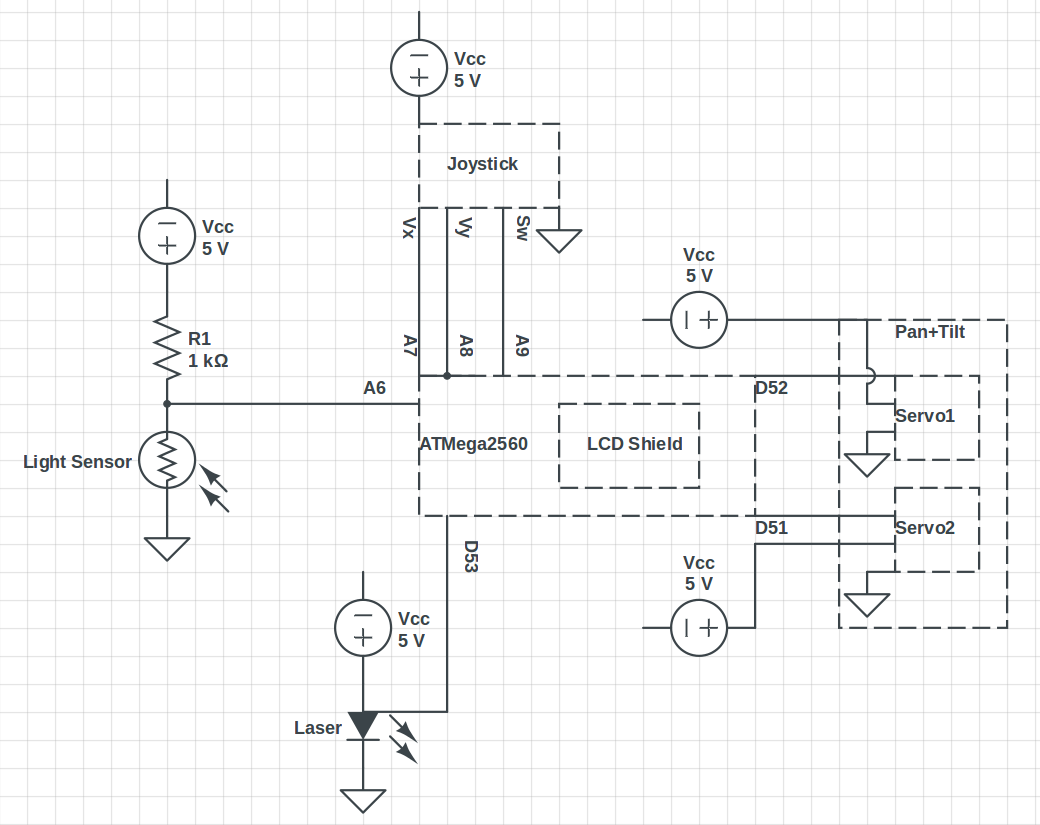 Vcc
5 V
Joystick
Vx
Vy
Sw
Vcc
5 V
Vcc
5 V
Pan+Tilt
R1
1 kΩ
A7
A8
A9
A6
D52
Servo1
ATMega2560
LCD Shield
Light Sensor
D51
Servo2
D53
Vcc
5 V
Vcc
5 V
Laser